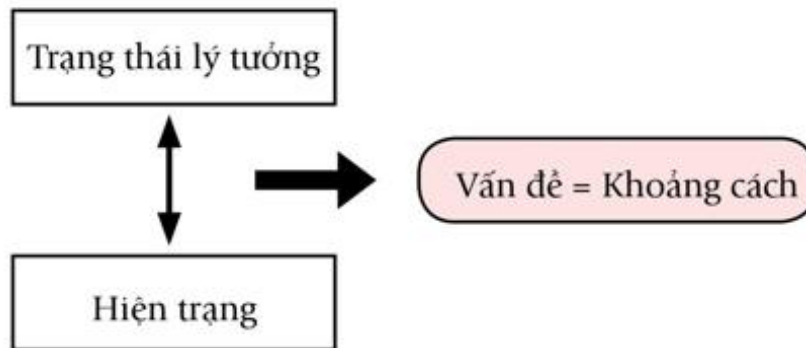 Trạng thái lý tưởng
Vấn đề = Khoảng cách
Hiện trạng